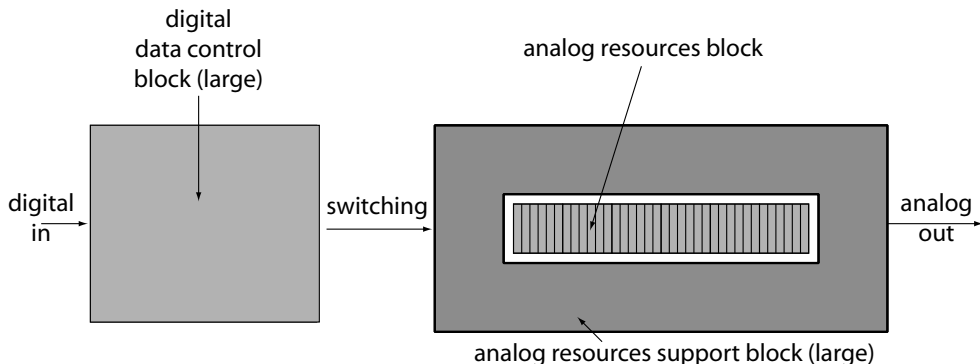 digital
data control
block (large)
analog resources block
digital
in
switching
analog
out
analog resources support block (large)